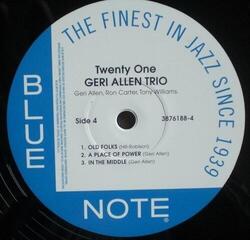 THE FINEST IN JAZZ SINCE 1939
Twenty One
GERI ALLEN TRIO
Geri Allen, Ron Carter, Tony Williams
Side 4
3876188-4
1. OLD FOLKS (Hill-Robison)
2. A PLACE OF POWER (Geri Allen)
3. IN THE MIDDLE (Geri Allen)
BLUE
NOTE